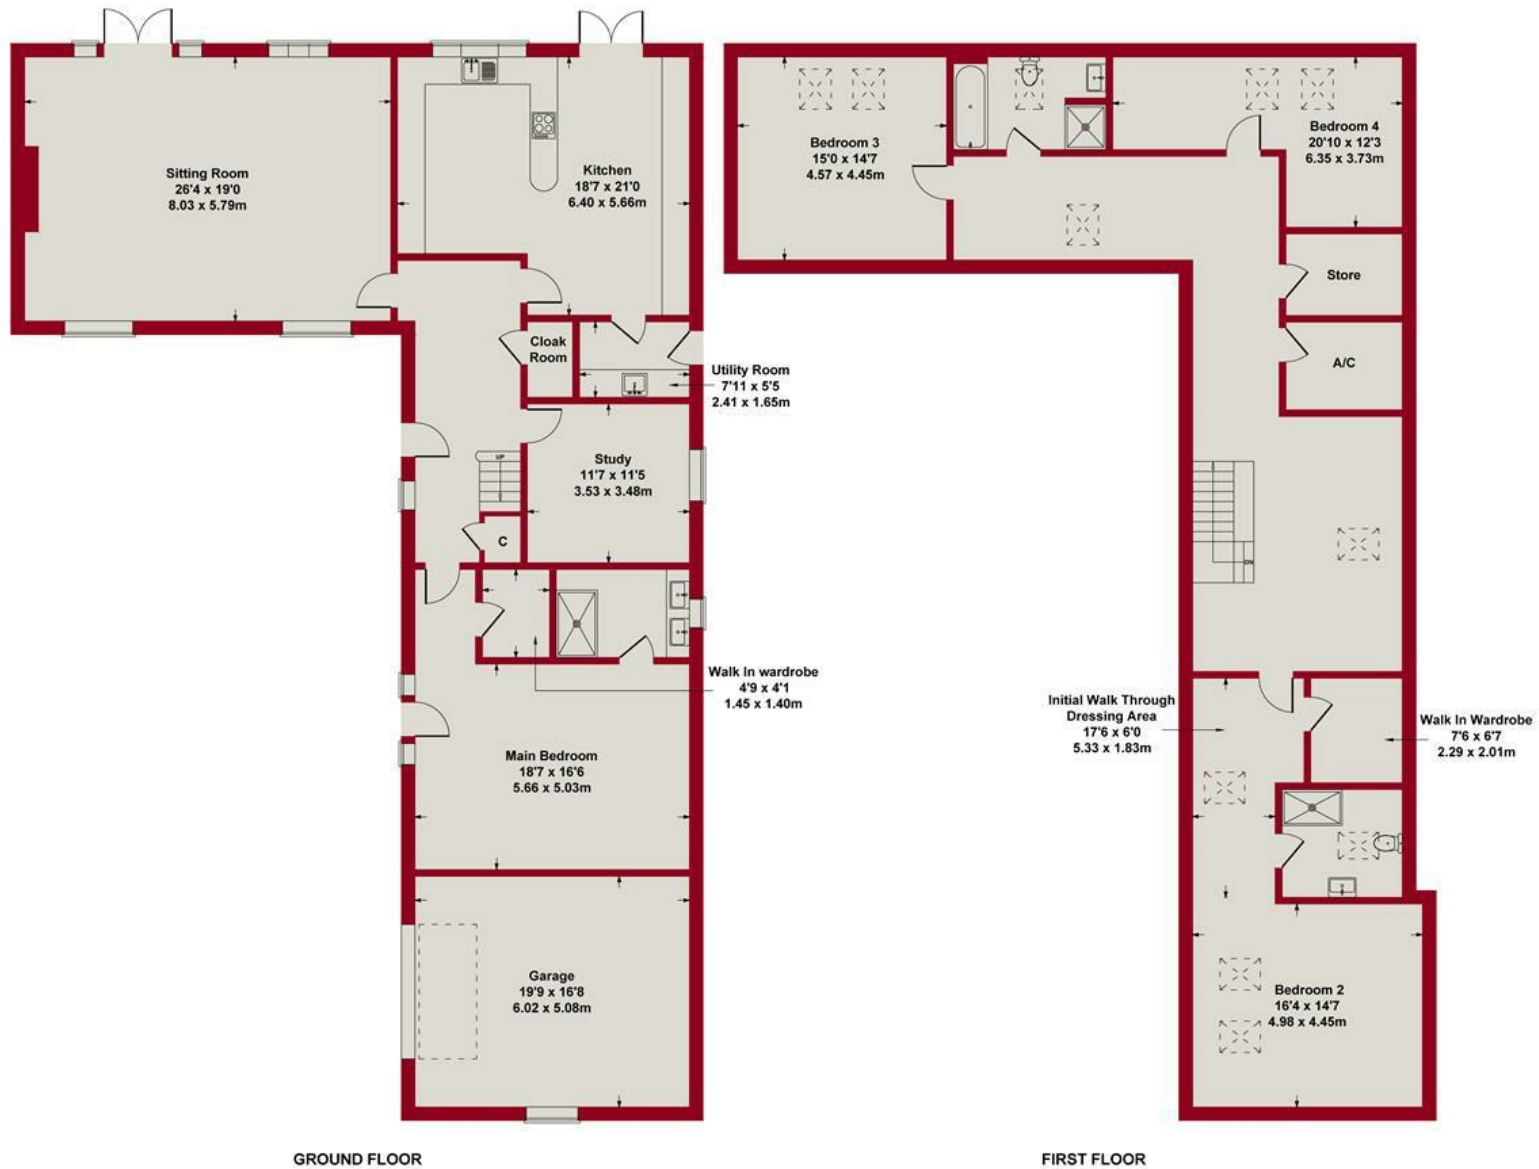 Sitting Room
26'4 x 19'0
8.03 x 5.79m
Kitchen
18'7 x 21'0
6.40 x 5.66m
Cloak
Room
Utility Room
7'11 x 5'5
2.41 x 1.65m
UP
Study
11'7 x 11'5
3.53 x 3.48m
C
Walk In wardrobe
4'9 x 4'1
1.45 x 1.40m
Main Bedroom
18'7 x 16'6
5.66 x 5.03m
Garage
19'9 x 16'8
6.02 x 5.08m
GROUND FLOOR
Bedroom 3
15'0 x 14'7
4.57 x 4.45m
Bedroom 4
20'10 x 12'3
6.35 x 3.73m
Store
A/C
DN
Initial Walk Through
Dressing Area
17'6 x 6'0
5.33 x 1.83m
Walk In Wardrobe
7'6 x 6'7
2.29 x 2.01m
Bedroom 2
16'4 x 14'7
4.98 x 4.45m
FIRST FLOOR